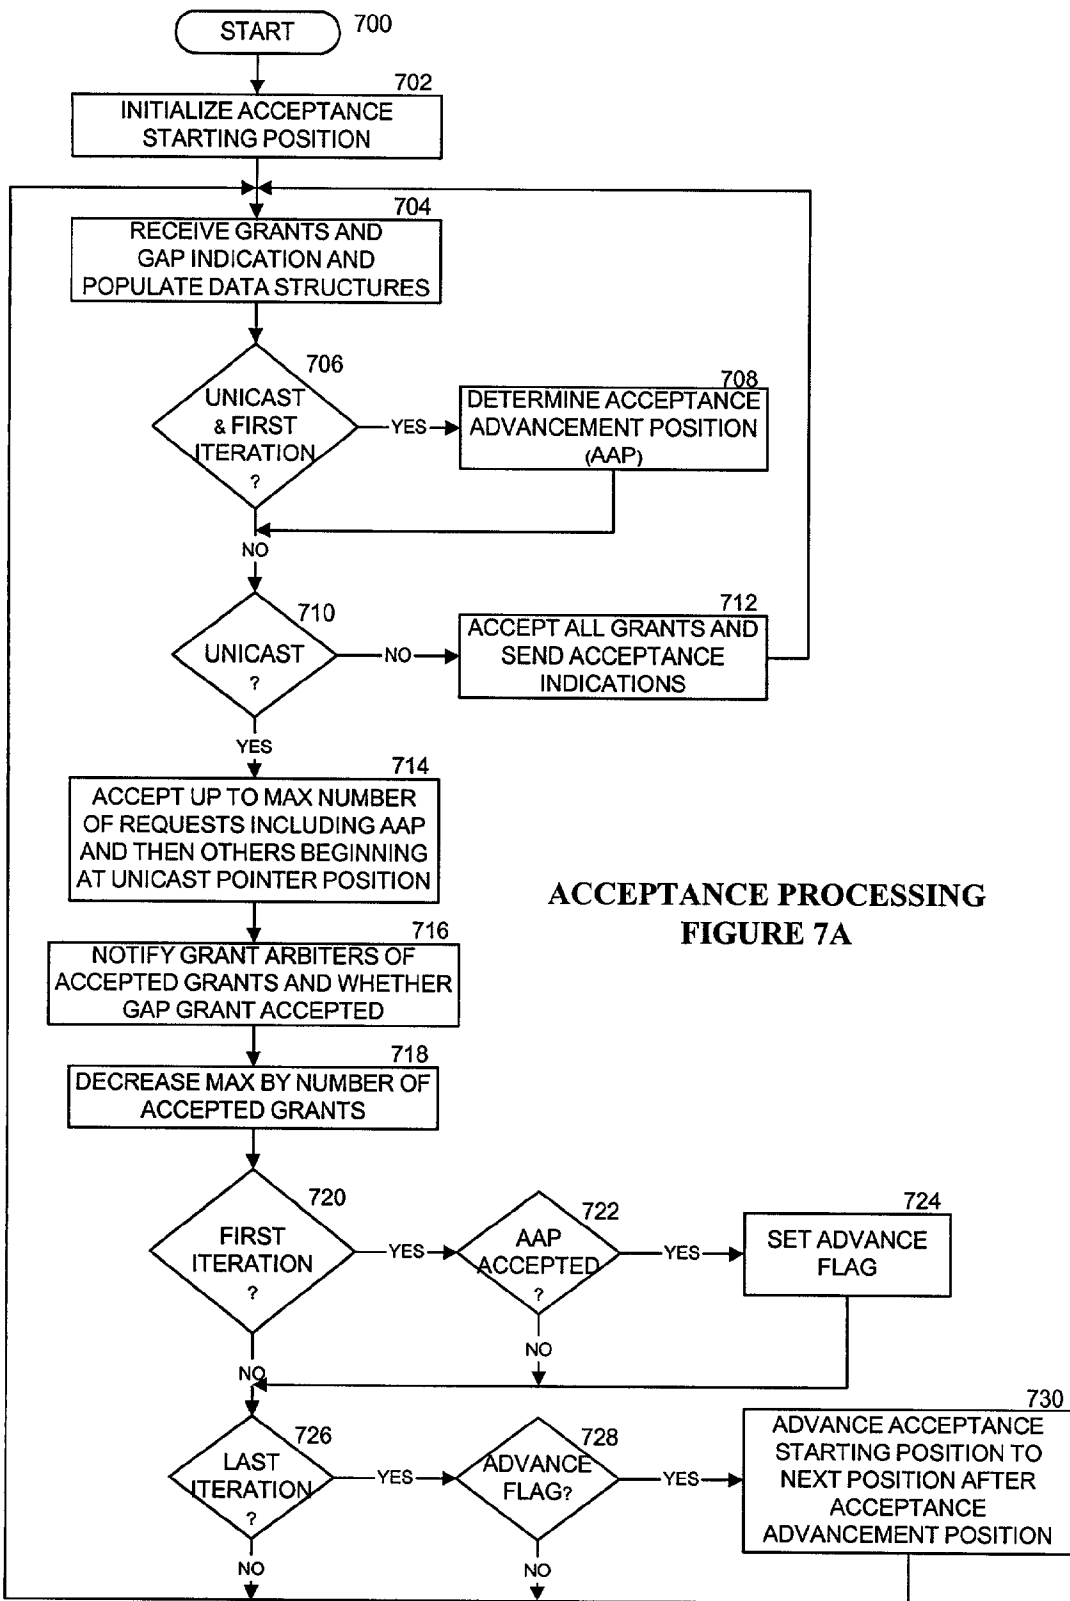 START
700
702
INITIALIZE ACCEPTANCE
STARTING POSITION
704
RECEIVE GRANTS AND
GAP INDICATION AND
POPULATE DATA STRUCTURES
706
UNICAST
& FIRST
ITERATION
?
YES
708
DETERMINE ACCEPTANCE
ADVANCEMENT POSITION
(AAP)
NO
710
UNICAST
?
NO
712
ACCEPT ALL GRANTS AND
SEND ACCEPTANCE
INDICATIONS
YES
714
ACCEPT UP TO MAX NUMBER
OF REQUESTS INCLUDING AAP
AND THEN OTHERS BEGINNING
AT UNICAST POINTER POSITION
ACCEPTANCE PROCESSING
FIGURE 7A
716
NOTIFY GRANT ARBITERS OF
ACCEPTED GRANTS AND WHETHER
GAP GRANT ACCEPTED
718
DECREASE MAX BY NUMBER OF
ACCEPTED GRANTS
720
FIRST
ITERATION
?
YES
722
AAP
ACCEPTED
?
YES
724
SET ADVANCE
FLAG
NO
NO
726
LAST
ITERATION
?
YES
728
ADVANCE
FLAG?
YES
730
ADVANCE ACCEPTANCE
STARTING POSITION TO
NEXT POSITION AFTER
ACCEPTANCE
ADVANCEMENT POSITION
NO
NO